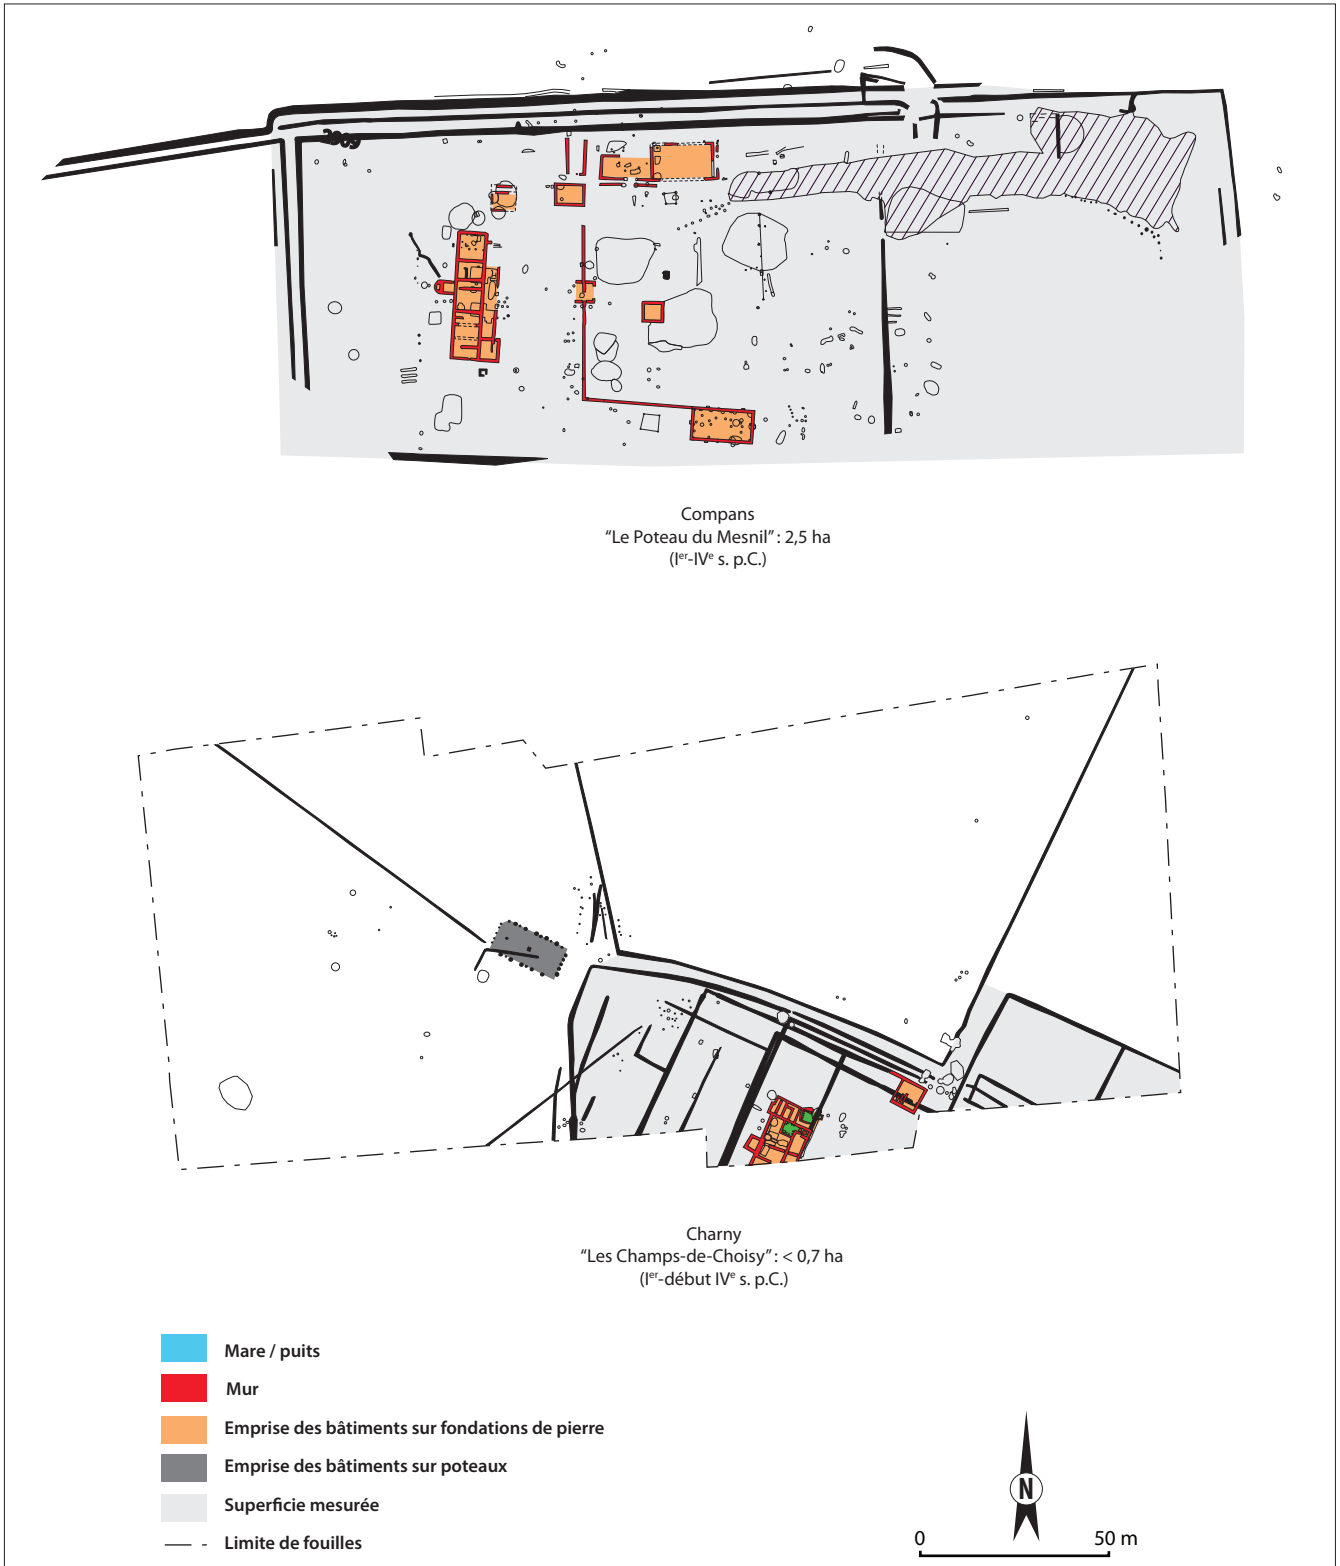 Compans
“Le Poteau du Mesnil” : 2,5 ha
(Iᵉʳ-IVᵉ s. p.C.)
Charny
“Les Champs-de-Choisy” : < 0,7 ha
(Iᵉʳ-début IVᵉ s. p.C.)
Mare / puits
Mur
Emprise des bâtiments sur fondations de pierre
Emprise des bâtiments sur poteaux
Superficie mesurée
Limite de fouilles
N
0 50 m